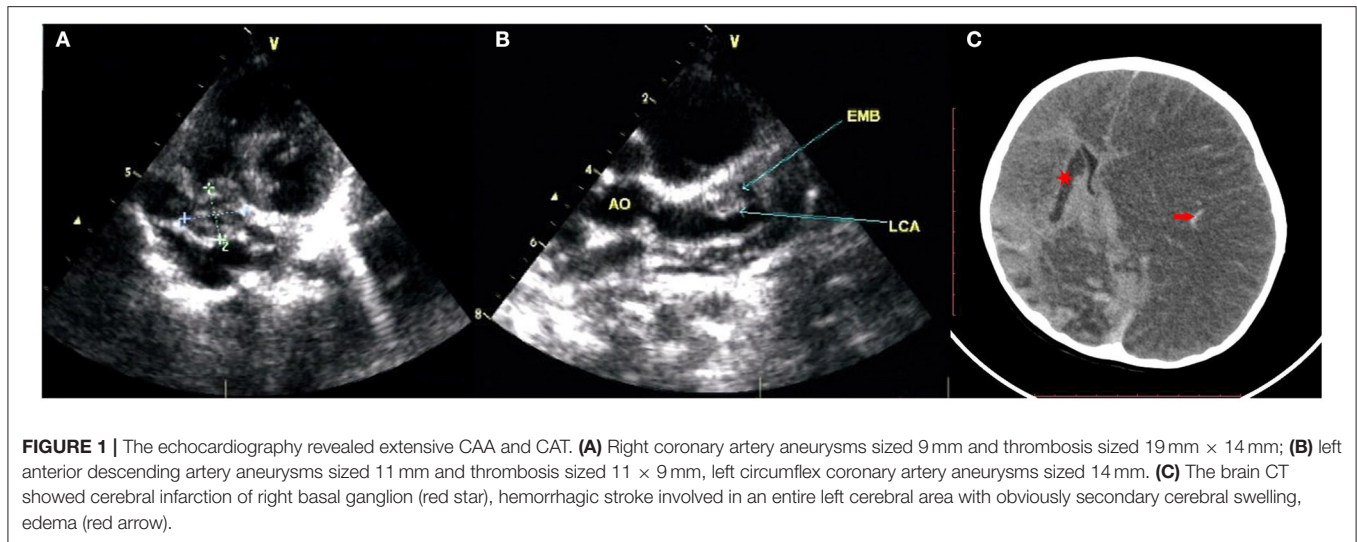 A
V
5
2
B
V
2
4
EMB
AO
LCA
6
8
C
FIGURE 1 | The echocardiography revealed extensive CAA and CAT. (A) Right coronary artery aneurysms sized 9 mm and thrombosis sized 19 mm × 14 mm; (B) left
anterior descending artery aneurysms sized 11 mm and thrombosis sized 11 × 9 mm, left circumflex coronary artery aneurysms sized 14 mm. (C) The brain CT
showed cerebral infarction of right basal ganglion (red star), hemorrhagic stroke involved in an entire left cerebral area with obviously secondary cerebral swelling,
edema (red arrow).